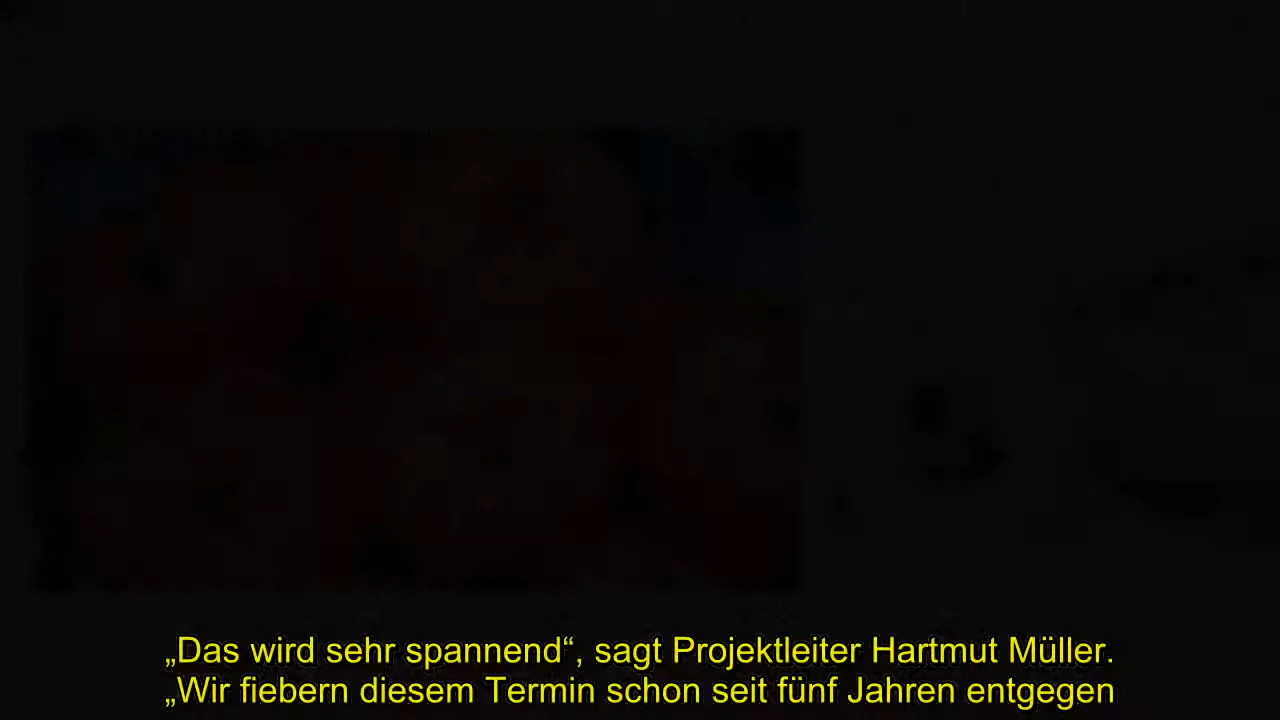 „Das wird sehr spannend“, sagt Projektleiter Hartmut Müller.
„Wir fiebern diesem Termin schon seit fünf Jahren entgegen